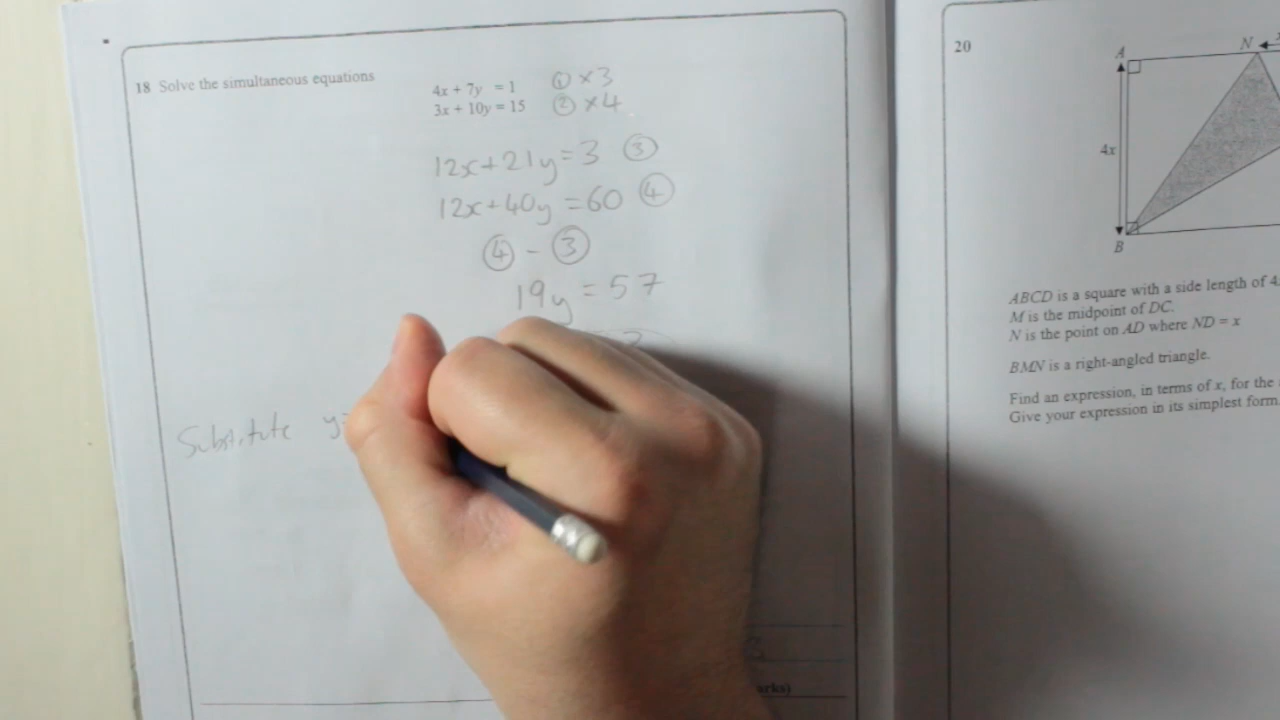 18 Solve the simultaneous equations
4x + 7y = 1 ① ×3
3x + 10y = 15 ② ×4
12x+21y=3 ③
12x+40y=60 ④
④ - ③
19y = 57
Substitute y=
3
arks)
20
A
N
4x
B
ABCD is a square with a side length of 4
M is the midpoint of DC.
N is the point on AD where ND = x
BMN is a right-angled triangle.
Find an expression, in terms of x, for the
Give your expression in its simplest form.